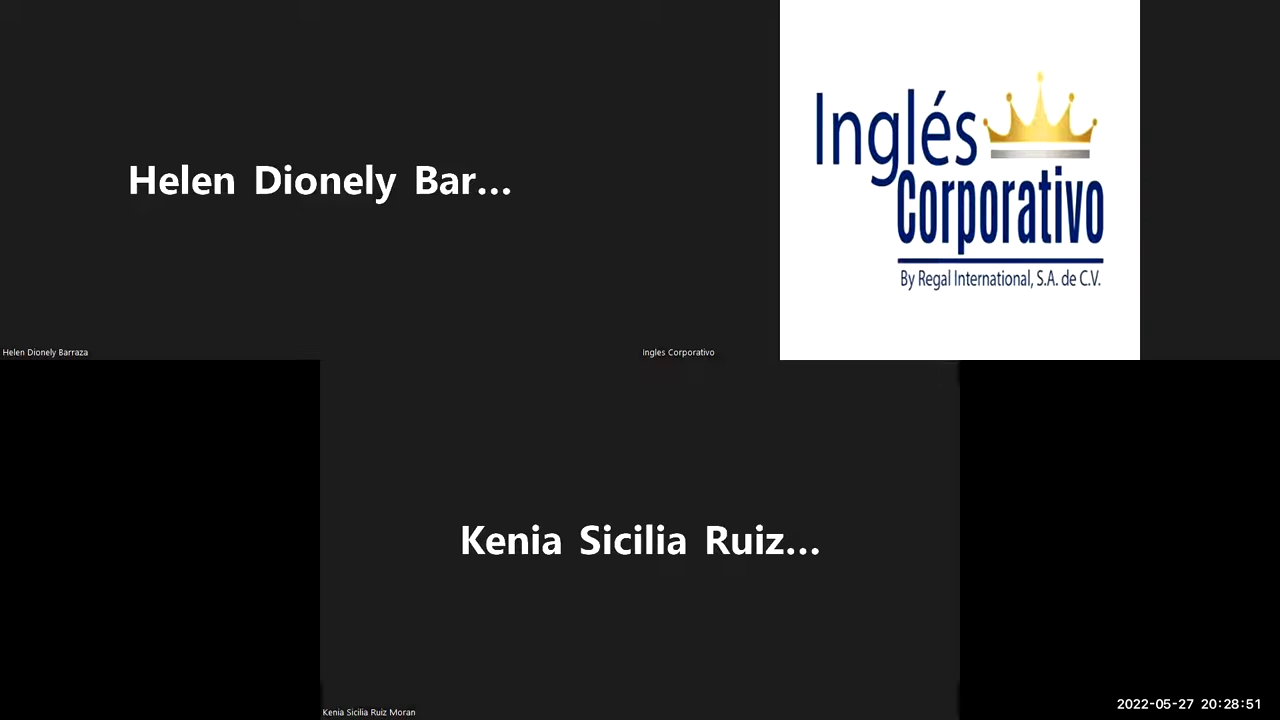 Helen Dionely Bar...
Inglés
Corporativo
By Regal International, S.A. de C.V.
Helen Dionely Barraza
Ingles Corporativo
Kenia Sicilia Ruiz...
Kenia Sicilia Ruiz Moran
2022-05-27 20:28:51